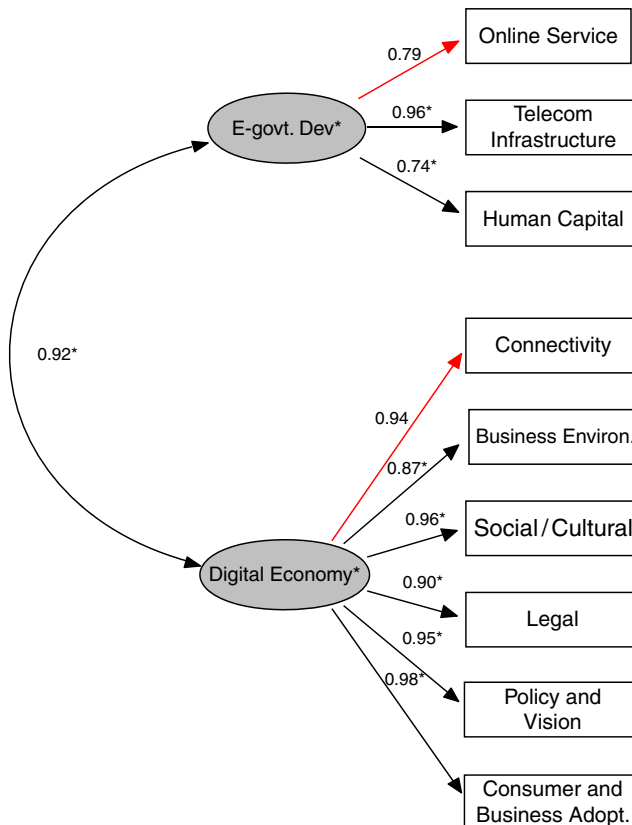 Online Service
0.79
E-govt. Dev*
0.96*
Telecom
Infrastructure
0.74*
Human Capital
0.92*
Connectivity
0.94
Business Environ.
0.87*
Social / Cultural
0.96*
Digital Economy*
0.90*
Legal
0.95*
Policy and
Vision
0.98*
Consumer and
Business Adopt.